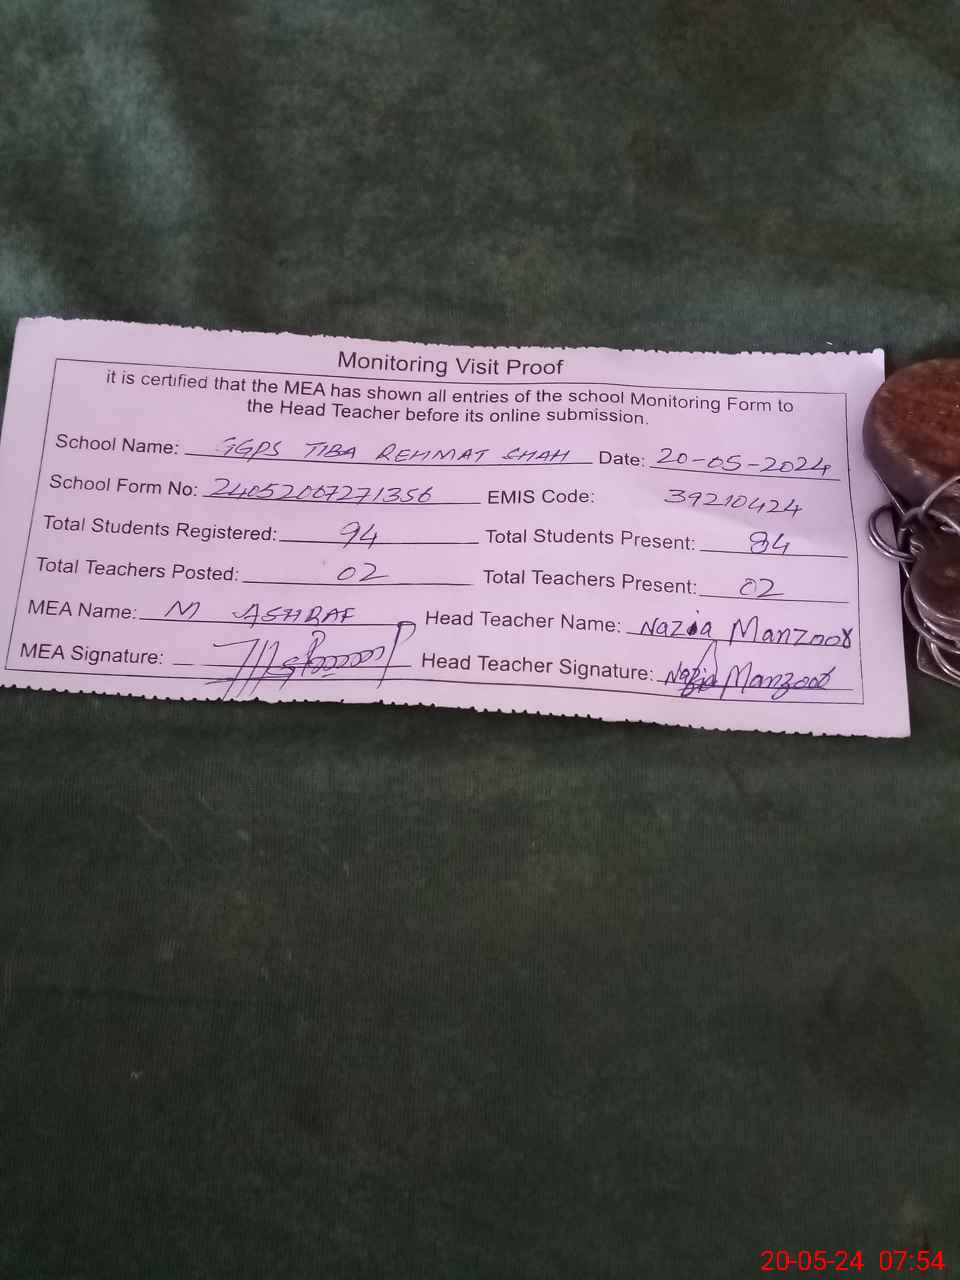 Monitoring Visit Proof
it is certified that the MEA has shown all entries of the school Monitoring Form to
the Head Teacher before its online submission.
School Name: GGPS TIBA REHMAT SHAH Date: 20-05-2024
School Form No: 24052007271356 EMIS Code: 39210424
Total Students Registered: 94 Total Students Present: 84
Total Teachers Posted: 02 Total Teachers Present: 02
MEA Name: M ASHRAF Head Teacher Name: Nazia Manzoor
MEA Signature: Head Teacher Signature: Nazia Manzoor
20-05-24 07:54